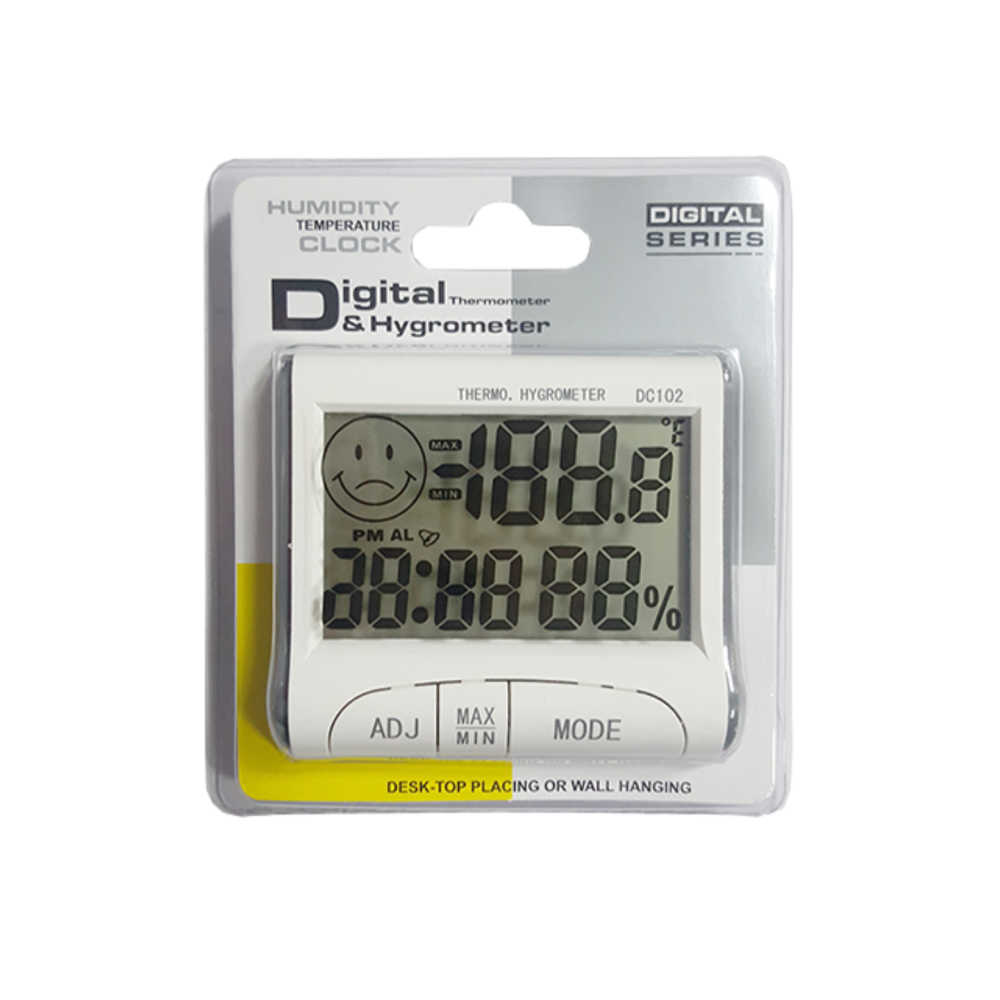 HUMIDITY
TEMPERATURE
CLOCK
DIGITAL
SERIES
Digital Thermometer
& Hygrometer
THERMO. HYGROMETER DC102
MAX
-188.8
MIN
PM AL
28:88 88%
ADJ
MAX
MIN
MODE
DESK-TOP PLACING OR WALL HANGING